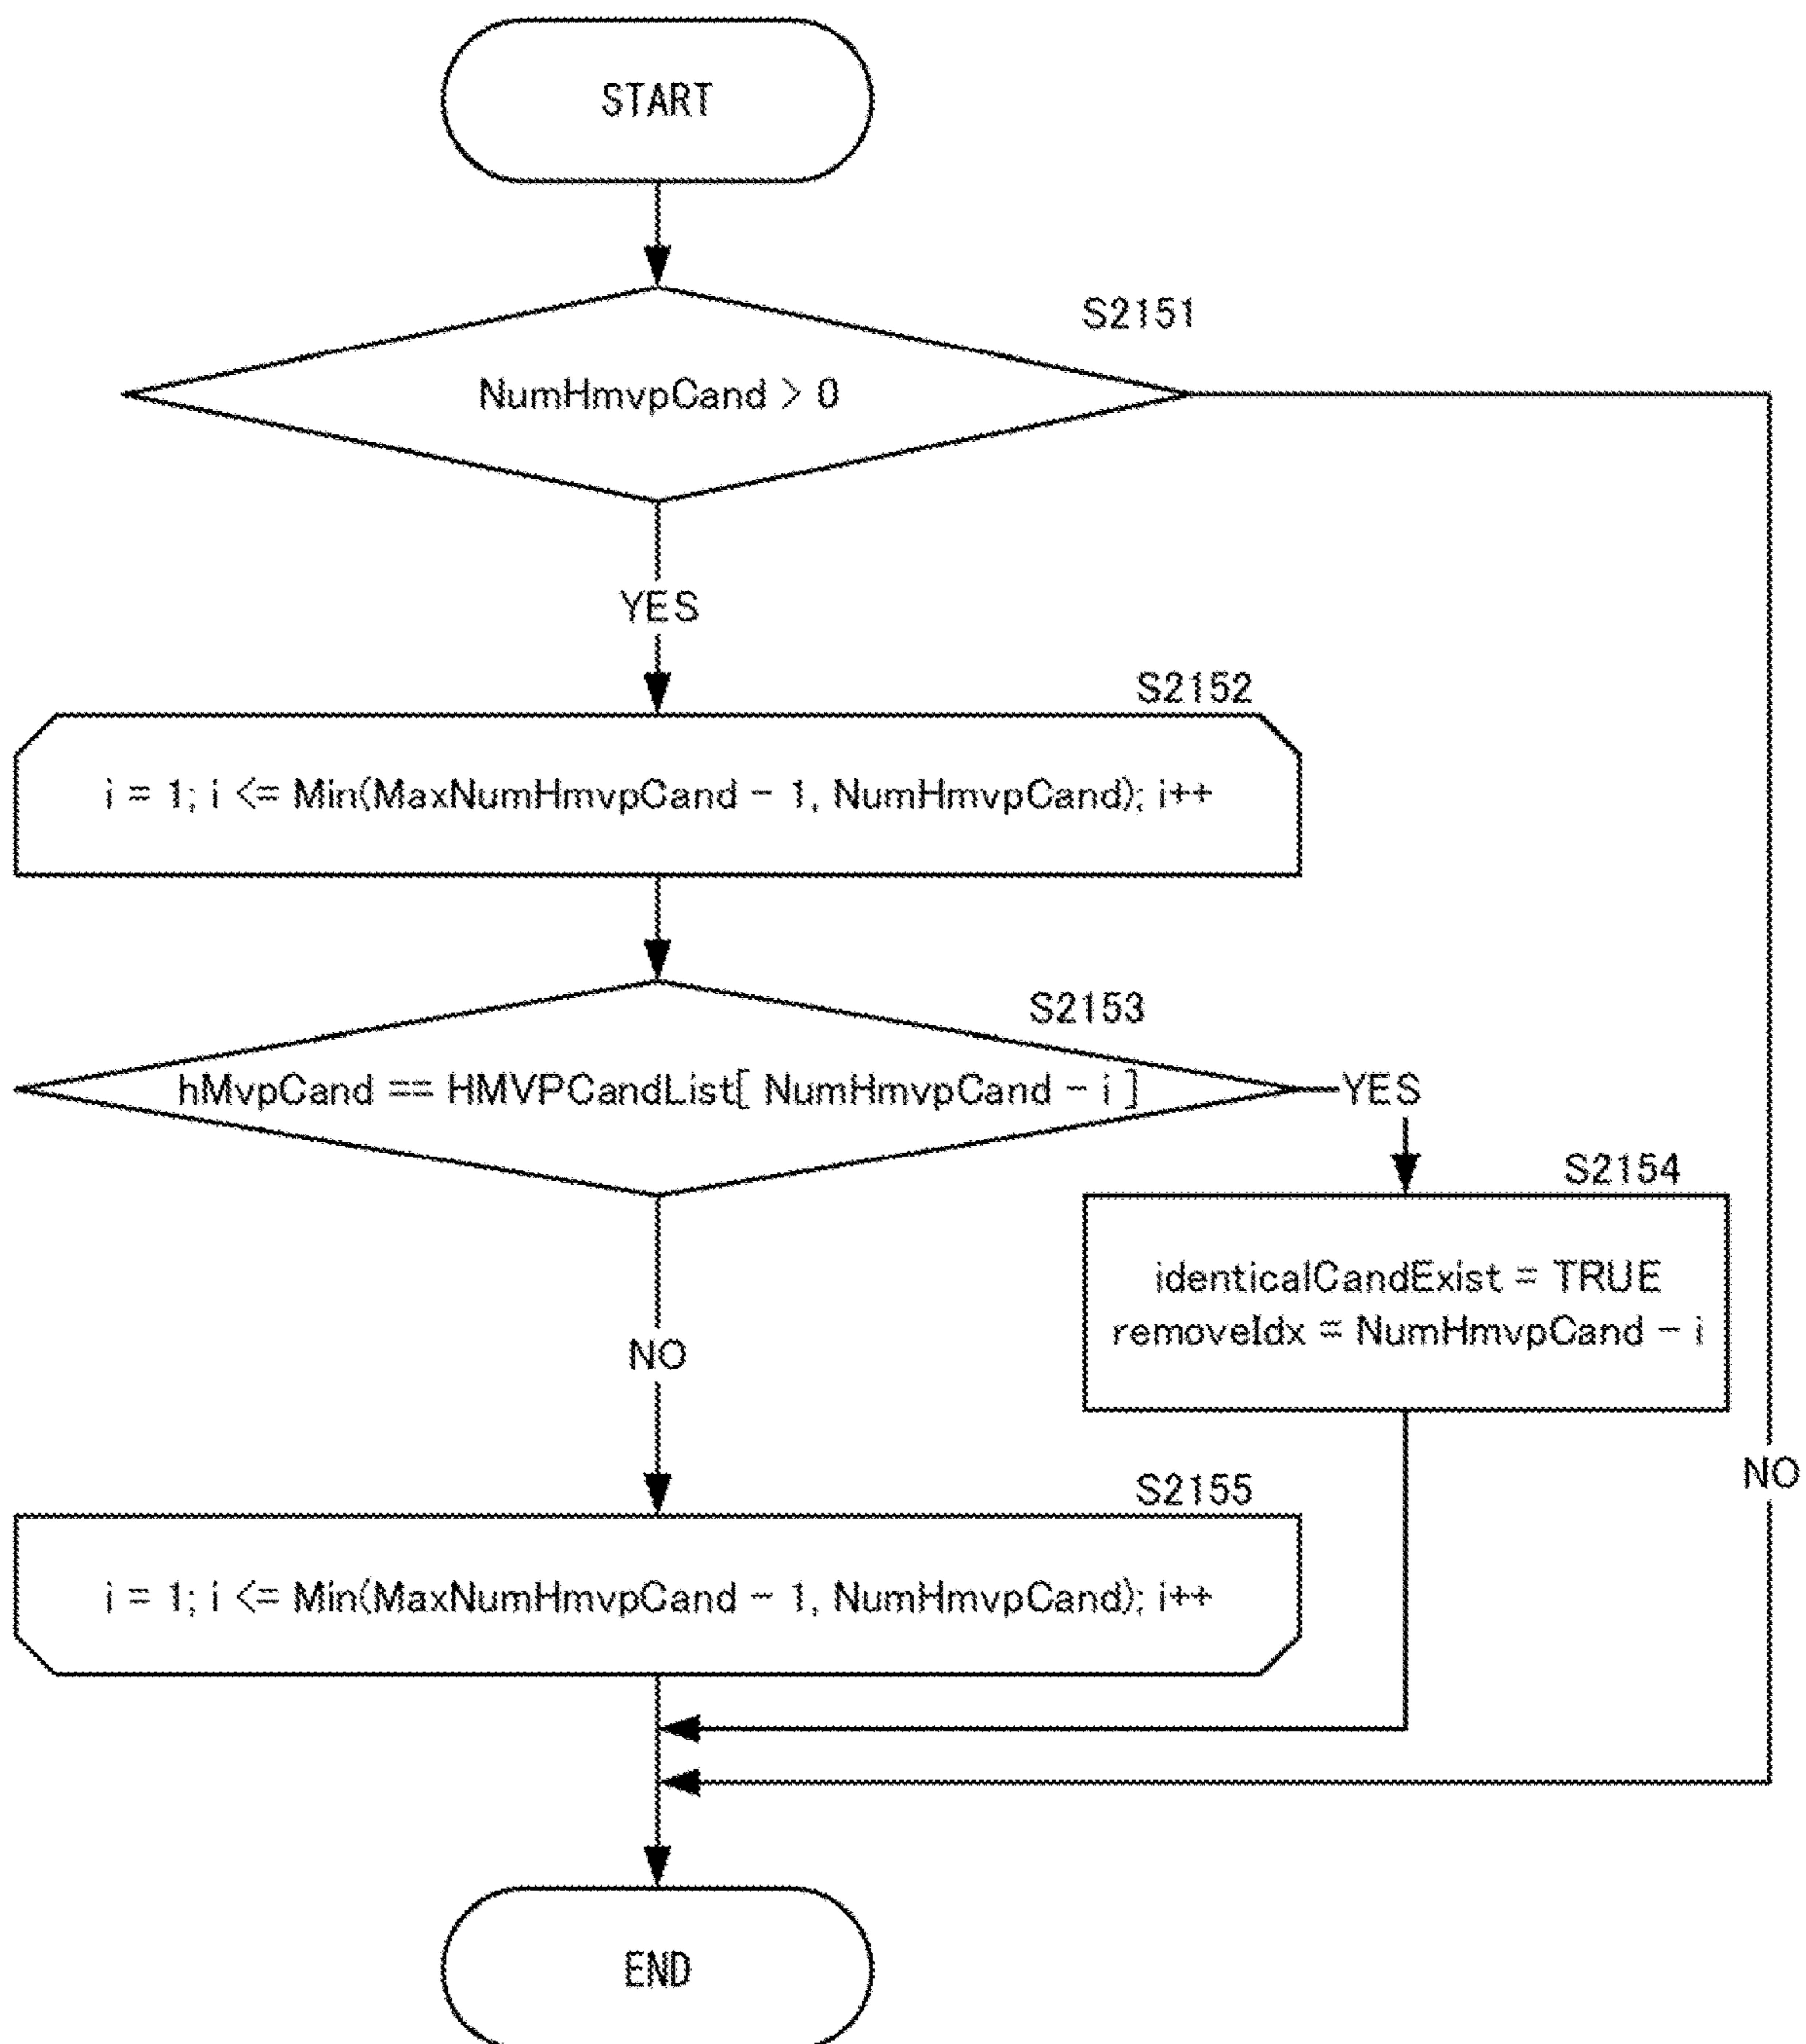 START
S2151
NumHmvpCand > 0
YES
S2152
i = 1; i <= Min(MaxNumHmvpCand - 1, NumHmvpCand); i++
S2153
hMvpCand == HMVPCandList[ NumHmvpCand - i ]
YES
S2154
identicalCandExist = TRUE
removeIdx = NumHmvpCand - i
NO
NO
S2155
i = 1; i <= Min(MaxNumHmvpCand - 1, NumHmvpCand); i++
END